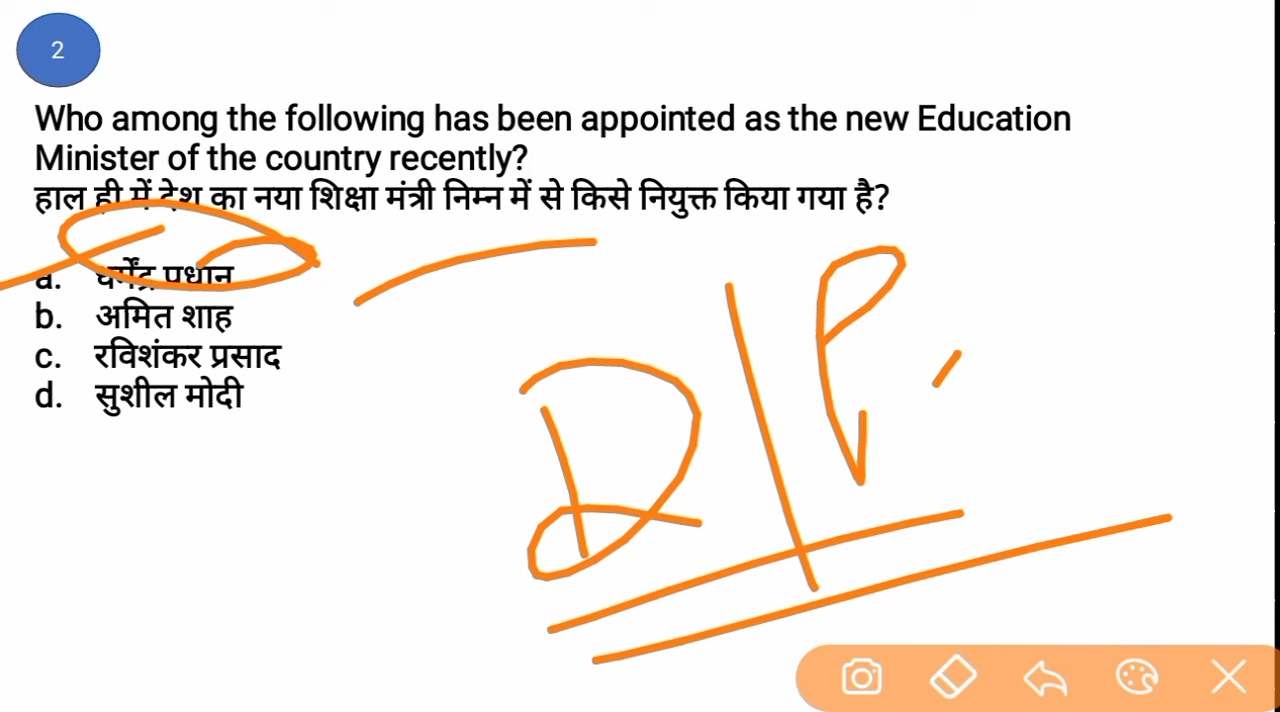 2
Who among the following has been appointed as the new Education
Minister of the country recently?
हाल ही में देश का नया शिक्षा मंत्री निम्न में से किसे नियुक्त किया गया है?
a. धर्मेंद्र प्रधान
b. अमित शाह
c. रविशंकर प्रसाद
d. सुशील मोदी
D/P.